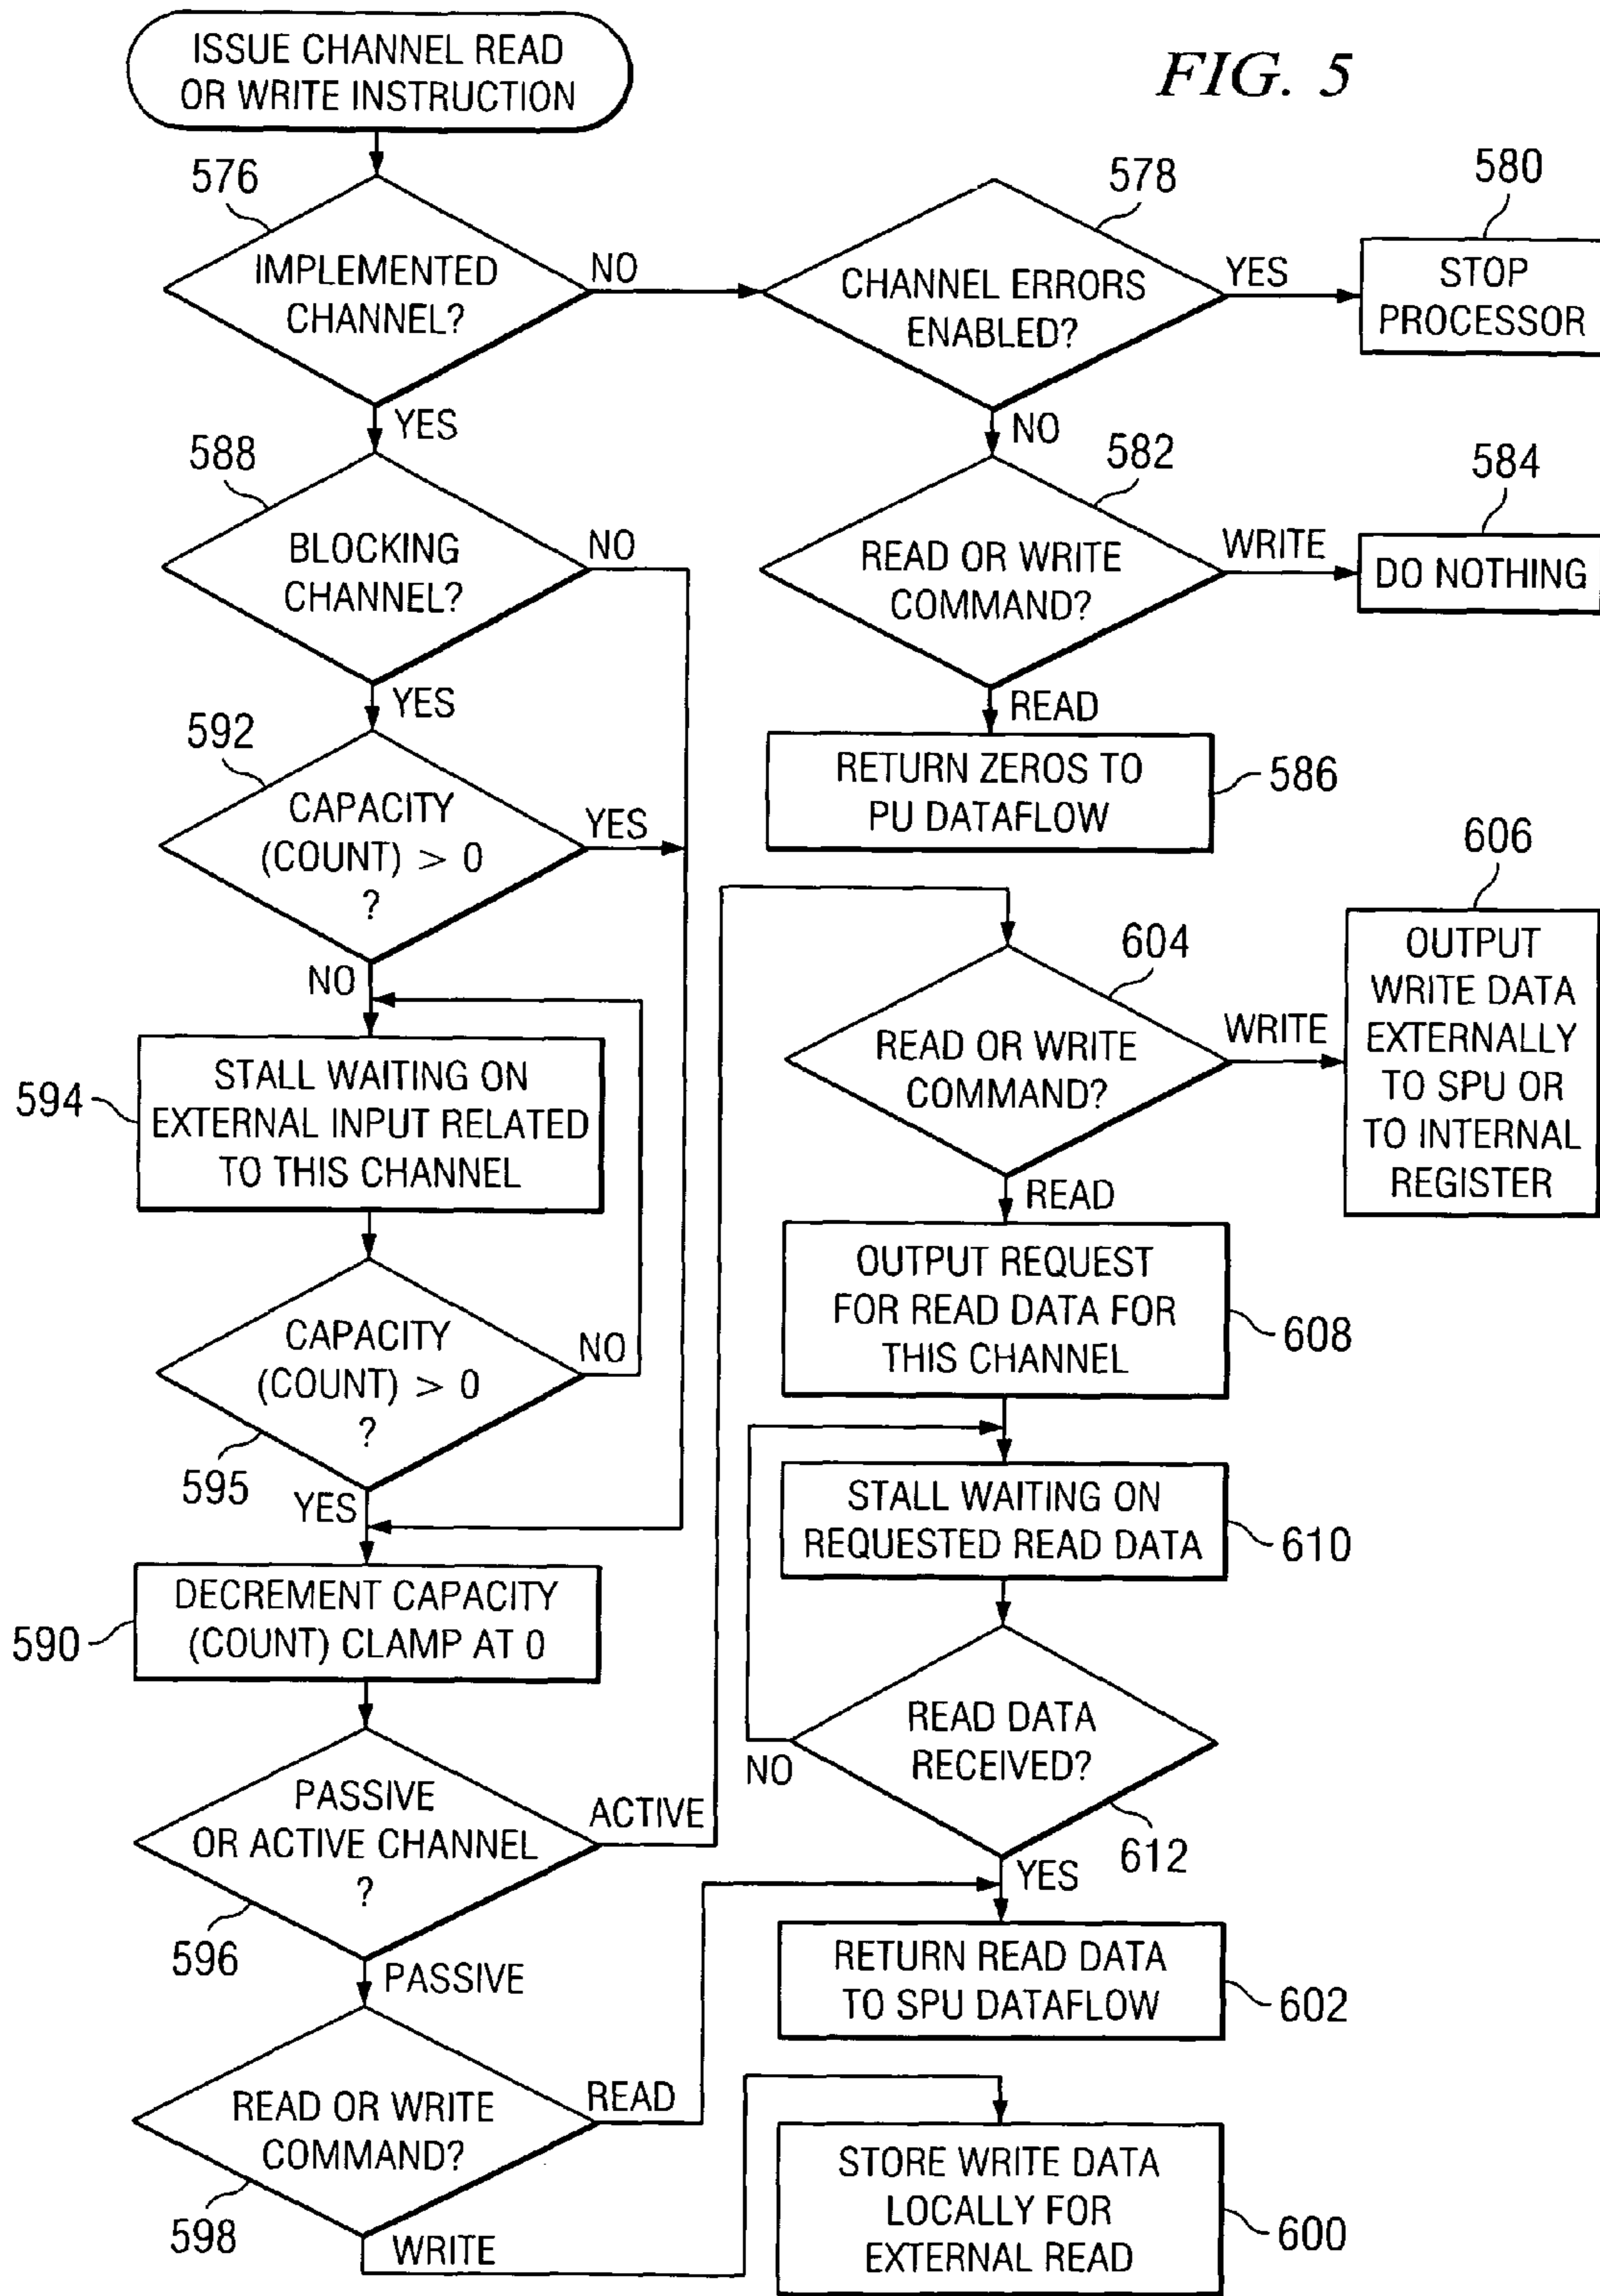 FIG. 5
ISSUE CHANNEL READ
OR WRITE INSTRUCTION
576
IMPLEMENTED
CHANNEL?
NO
YES
578
CHANNEL ERRORS
ENABLED?
YES
NO
580
STOP
PROCESSOR
588
BLOCKING
CHANNEL?
NO
YES
582
READ OR WRITE
COMMAND?
WRITE
READ
584
DO NOTHING
592
CAPACITY
(COUNT) > 0
?
YES
NO
RETURN ZEROS TO
PU DATAFLOW
586
594
STALL WAITING ON
EXTERNAL INPUT RELATED
TO THIS CHANNEL
604
READ OR WRITE
COMMAND?
WRITE
READ
606
OUTPUT
WRITE DATA
EXTERNALLY
TO SPU OR
TO INTERNAL
REGISTER
CAPACITY
(COUNT) > 0
?
NO
595
YES
OUTPUT REQUEST
FOR READ DATA FOR
THIS CHANNEL
608
STALL WAITING ON
REQUESTED READ DATA
610
590
DECREMENT CAPACITY
(COUNT) CLAMP AT 0
READ DATA
RECEIVED?
NO
612
YES
PASSIVE
OR ACTIVE CHANNEL
?
ACTIVE
596
PASSIVE
RETURN READ DATA
TO SPU DATAFLOW
602
READ OR WRITE
COMMAND?
READ
598
WRITE
STORE WRITE DATA
LOCALLY FOR
EXTERNAL READ
600